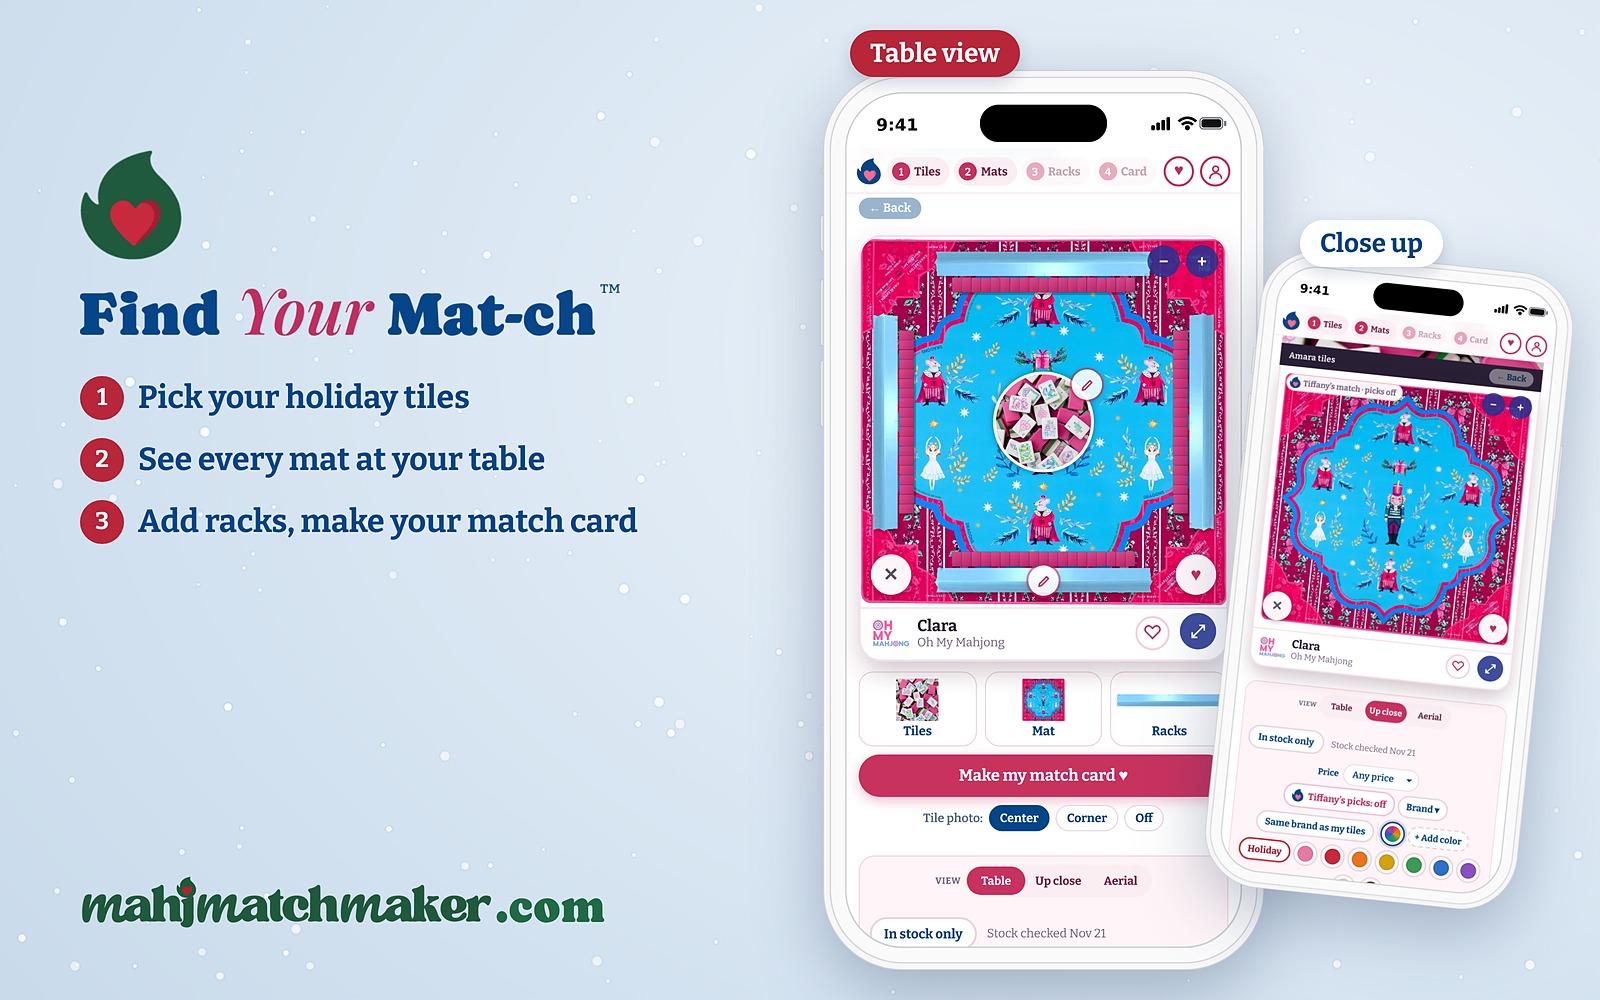 Find Your Mat-ch™
1 Pick your holiday tiles
2 See every mat at your table
3 Add racks, make your match card
mahjmatchmaker.com
Table view
9:41
1 Tiles
2 Mats
3 Racks
4 Card
← Back
− +
Clara
OH MY MAHJONG
Oh My Mahjong
Tiles
Mat
Racks
Make my match card ♥
Tile photo: Center Corner Off
VIEW Table Up close Aerial
In stock only Stock checked Nov 21
Close up
9:41
1 Tiles
2 Mats
3 Racks
4 Card
Amara tiles
← Back
Tiffany's match · picks off
− +
Clara
OH MY MAHJONG
Oh My Mahjong
VIEW Table Up close Aerial
In stock only Stock checked Nov 21
Price Any price
Tiffany's picks: off Brand ▾
Same brand as my tiles + Add color
Holiday